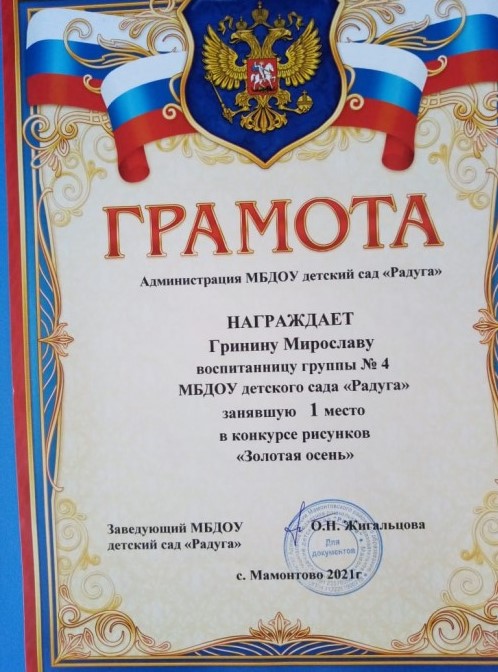 ГРАМОТА
Администрация МБДОУ детский сад «Радуга»
НАГРАЖДАЕТ
Гринину Мирославу
воспитанницу группы № 4
МБДОУ детского сада «Радуга»
занявшую 1 место
в конкурсе рисунков
«Золотая осень»
Заведующий МБДОУ
детский сад «Радуга»
О.Н. Жигальцова
Для
документов
с. Мамонтово 2021г